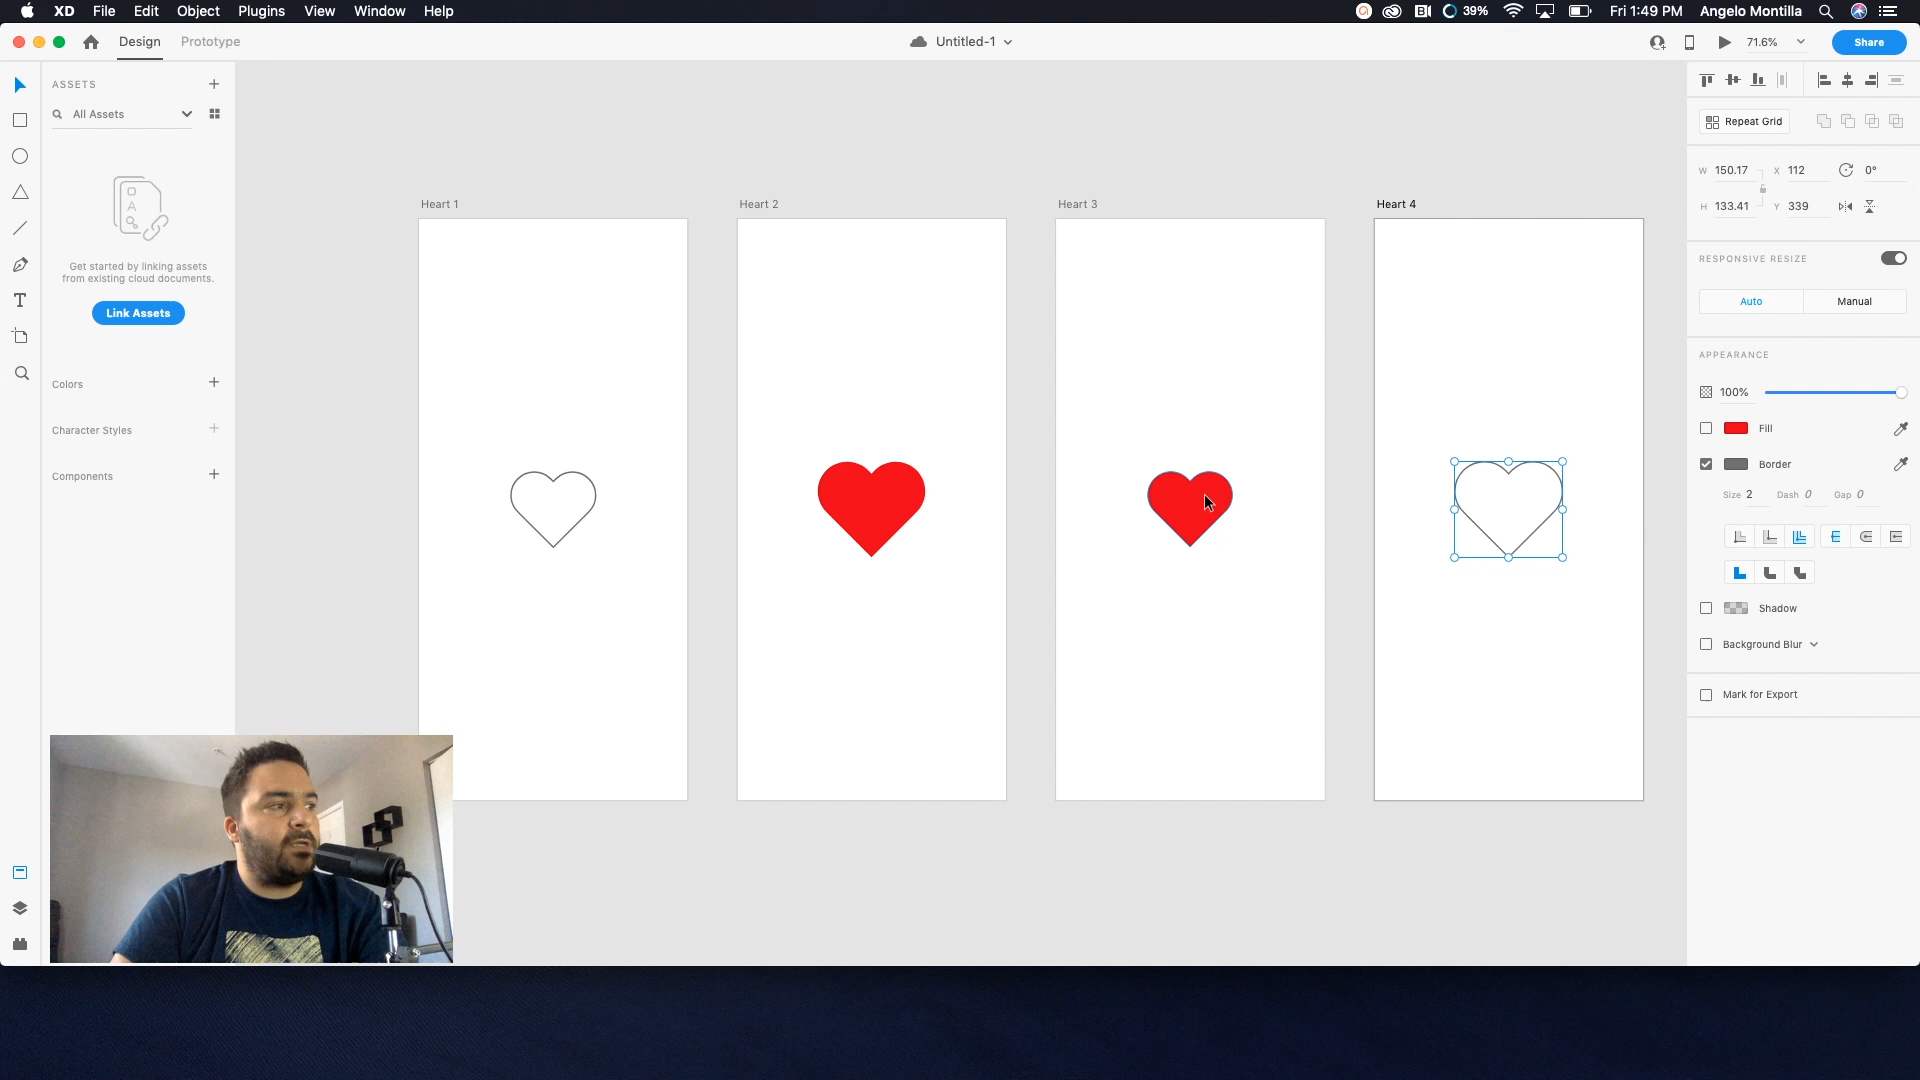 XD File Edit Object Plugins View Window Help
39% Fri 1:49 PM Angelo Montilla
Design Prototype
Untitled-1
71.6% Share
ASSETS
All Assets
A
Get started by linking assets
from existing cloud documents.
Link Assets
Colors
Character Styles
Components
T
Heart 1
Heart 2
Heart 3
Heart 4
Repeat Grid
W 150.17 X 112 0°
H 133.41 Y 339
RESPONSIVE RESIZE
Auto Manual
APPEARANCE
100%
Fill
Border
Size 2 Dash 0 Gap 0
Shadow
Background Blur
Mark for Export